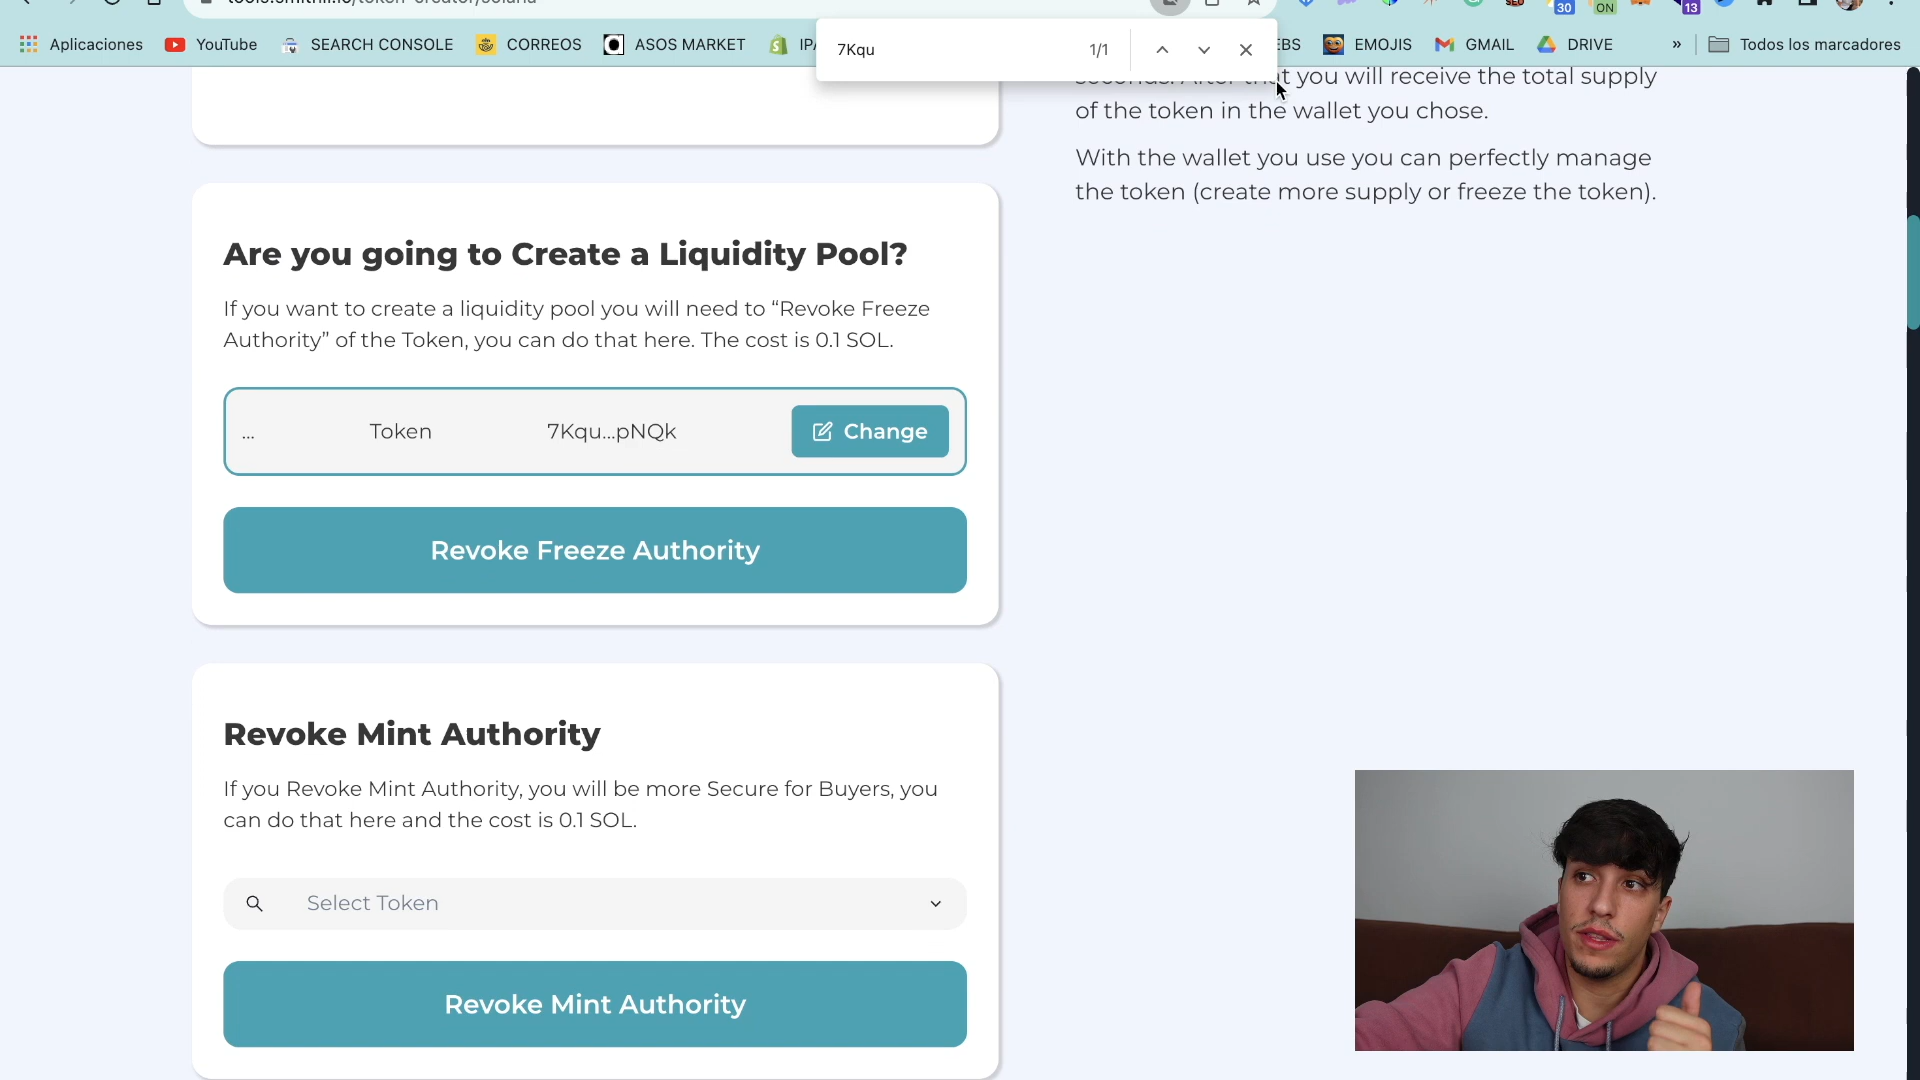 30
ON
13
Aplicaciones YouTube SEARCH CONSOLE CORREOS ASOS MARKET EMOJIS GMAIL DRIVE » Todos los marcadores
7Kqu 1/1
you will receive the total supply
of the token in the wallet you chose.
With the wallet you use you can perfectly manage
the token (create more supply or freeze the token).
Are you going to Create a Liquidity Pool?
If you want to create a liquidity pool you will need to “Revoke Freeze
Authority” of the Token, you can do that here. The cost is 0.1 SOL.
... Token 7Kqu...pNQk Change
Revoke Freeze Authority
Revoke Mint Authority
If you Revoke Mint Authority, you will be more Secure for Buyers, you
can do that here and the cost is 0.1 SOL.
Select Token
Revoke Mint Authority